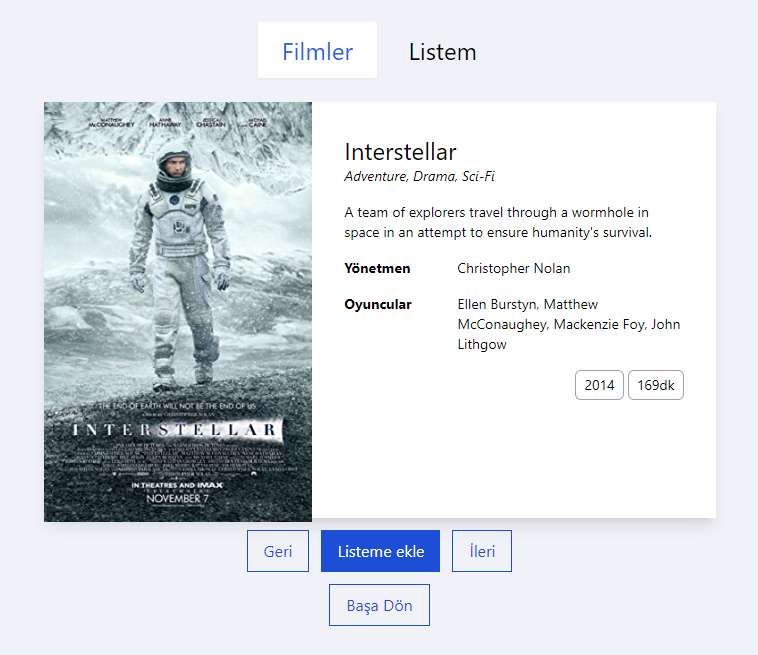 Filmler
Listem
MATTHEW McCONAUGHEY
ANNE HATHAWAY
JESSICA CHASTAIN
MICHAEL CAINE
Interstellar
Adventure, Drama, Sci-Fi
A team of explorers travel through a wormhole in
space in an attempt to ensure humanity's survival.
Yönetmen Christopher Nolan
Oyuncular Ellen Burstyn, Matthew
McConaughey, Mackenzie Foy, John
Lithgow
2014 169dk
THE END OF EARTH WILL NOT BE THE END OF US
INTERSTELLAR
IN THEATRES AND IMAX
NOVEMBER 7
Geri
Listeme ekle
İleri
Başa Dön